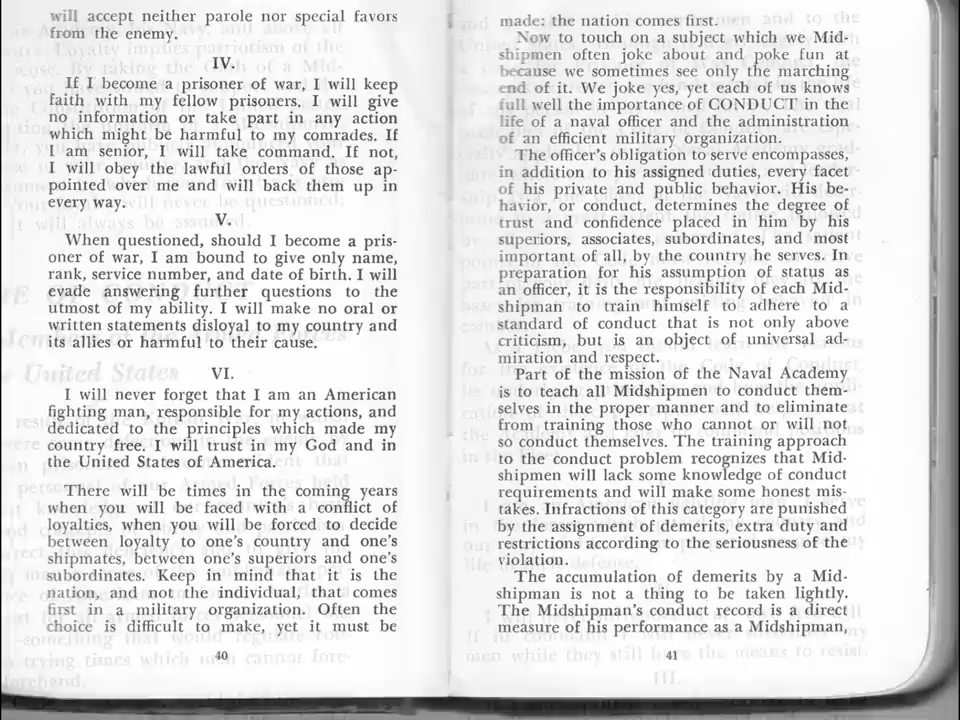 will accept neither parole nor special favors
from the enemy.
IV.
If I become a prisoner of war, I will keep
faith with my fellow prisoners. I will give
no information or take part in any action
which might be harmful to my comrades. If
I am senior, I will take command. If not,
I will obey the lawful orders of those ap-
pointed over me and will back them up in
every way.
V.
When questioned, should I become a pris-
oner of war, I am bound to give only name,
rank, service number, and date of birth. I will
evade answering further questions to the
utmost of my ability. I will make no oral or
written statements disloyal to my country and
its allies or harmful to their cause.
VI.
I will never forget that I am an American
fighting man, responsible for my actions, and
dedicated to the principles which made my
country free. I will trust in my God and in
the United States of America.
There will be times in the coming years
when you will be faced with a conflict of
loyalties, when you will be forced to decide
between loyalty to one's country and one's
shipmates, between one's superiors and one's
subordinates. Keep in mind that it is the
nation, and not the individual, that comes
first in a military organization. Often the
choice is difficult to make, yet it must be
40
made: the nation comes first.
Now to touch on a subject which we Mid-
shipmen often joke about and poke fun at
because we sometimes see only the marching
end of it. We joke yes, yet each of us knows
full well the importance of CONDUCT in the
life of a naval officer and the administration
of an efficient military organization.
The officer's obligation to serve encompasses,
in addition to his assigned duties, every facet
of his private and public behavior. His be-
havior, or conduct, determines the degree of
trust and confidence placed in him by his
superiors, associates, subordinates, and most
important of all, by the country he serves. In
preparation for his assumption of status as
an officer, it is the responsibility of each Mid-
shipman to train himself to adhere to a
standard of conduct that is not only above
criticism, but is an object of universal ad-
miration and respect.
Part of the mission of the Naval Academy
is to teach all Midshipmen to conduct them-
selves in the proper manner and to eliminate
from training those who cannot or will not
so conduct themselves. The training approach
to the conduct problem recognizes that Mid-
shipmen will lack some knowledge of conduct
requirements and will make some honest mis-
takes. Infractions of this category are punished
by the assignment of demerits, extra duty and
restrictions according to the seriousness of the
violation.
The accumulation of demerits by a Mid-
shipman is not a thing to be taken lightly.
The Midshipman's conduct record is a direct
measure of his performance as a Midshipman,
41